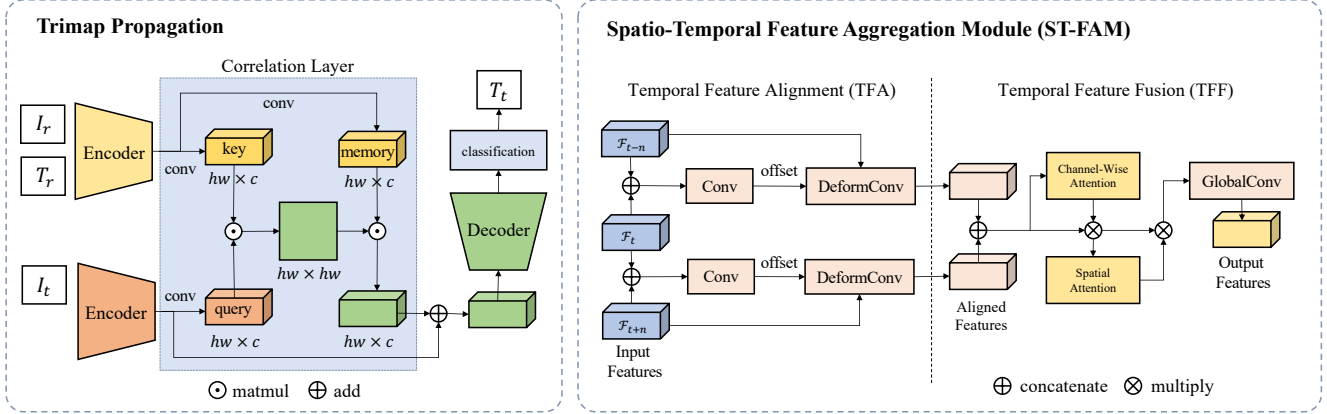 Trimap Propagation
Correlation Layer
conv
I_r
T_r
Encoder
conv
key
memory
hw × c
hw × c
T_t
classification
Decoder
hw × hw
I_t
Encoder
conv
query
hw × c
hw × c
matmul
add
Spatio-Temporal Feature Aggregation Module (ST-FAM)
Temporal Feature Alignment (TFA)
Temporal Feature Fusion (TFF)
ℱ_{t−n}
Conv
offset
DeformConv
ℱ_t
Conv
offset
DeformConv
ℱ_{t+n}
Input
Features
Aligned
Features
Channel-Wise
Attention
Spatial
Attention
GlobalConv
Output
Features
concatenate
multiply